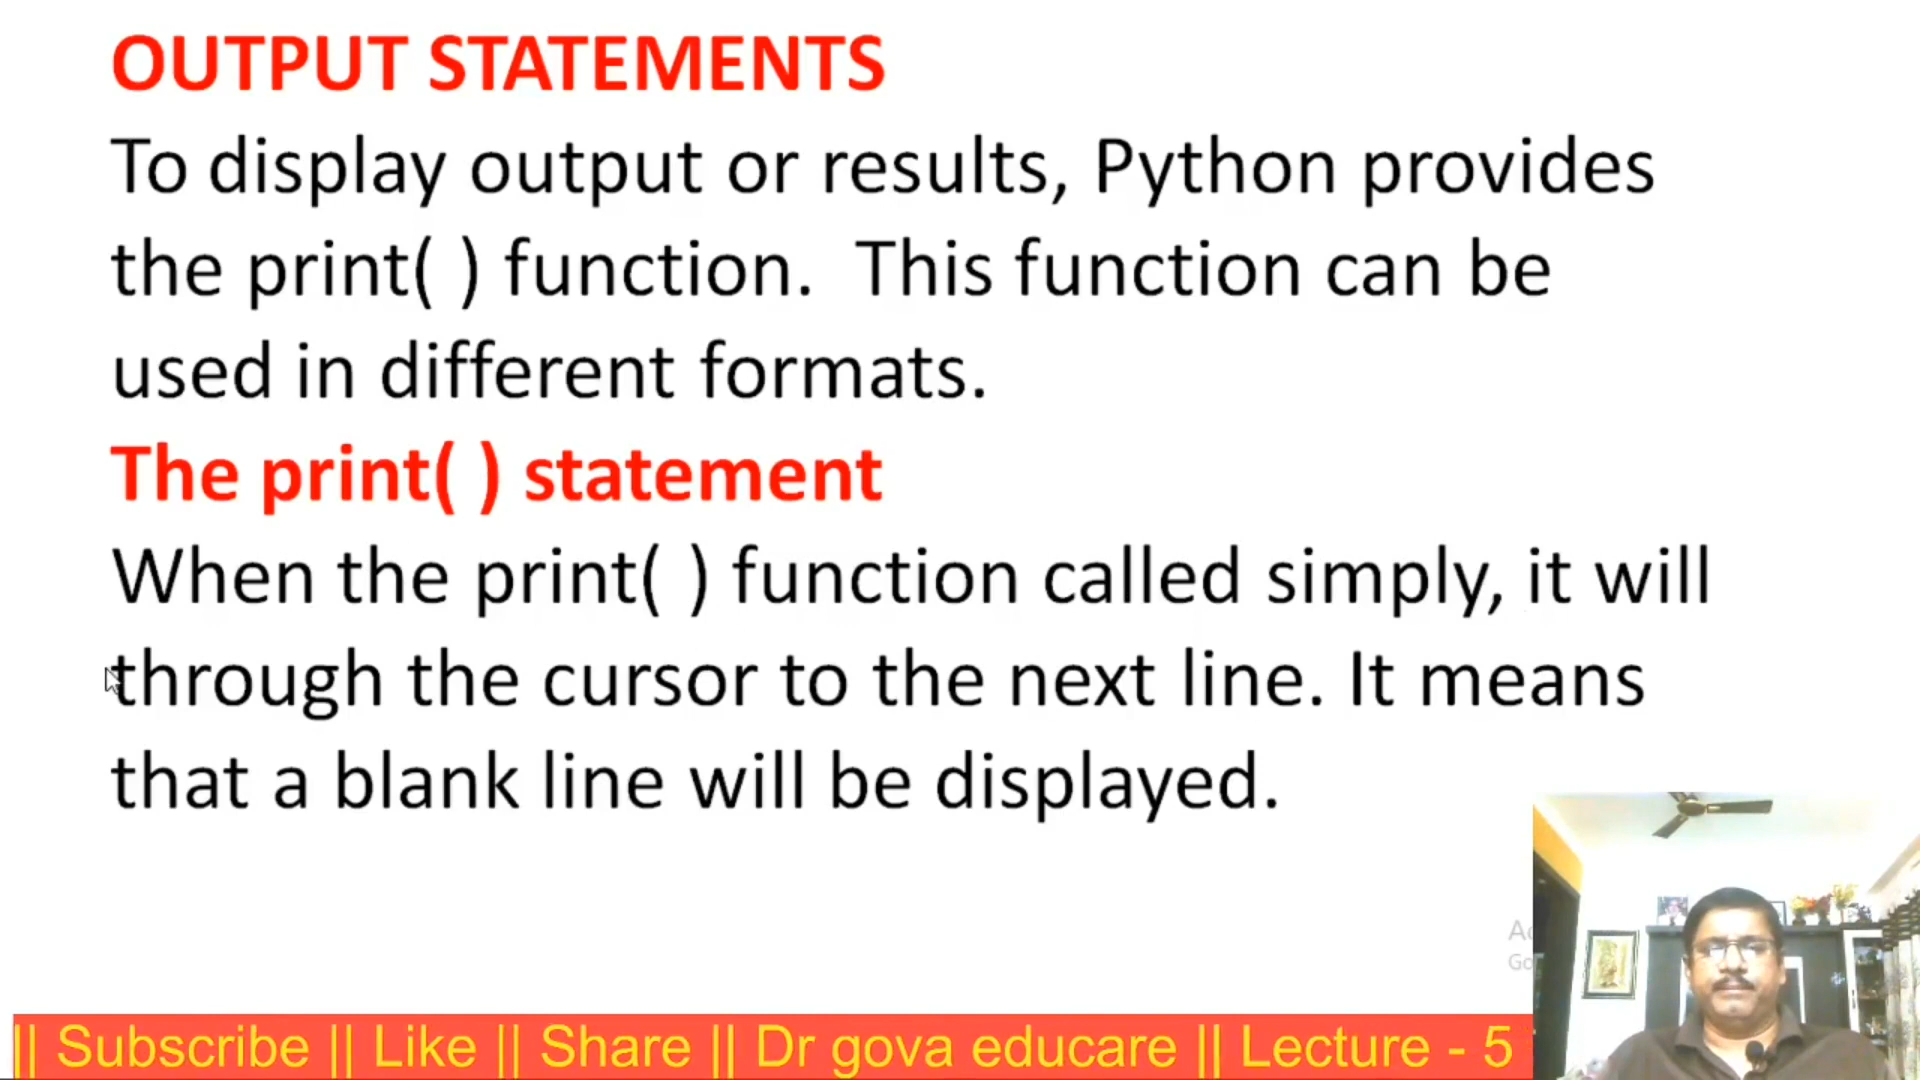 OUTPUT STATEMENTS
To display output or results, Python provides
the print( ) function.  This function can be
used in different formats.
The print( ) statement
When the print( ) function called simply, it will
through the cursor to the next line. It means
that a blank line will be displayed.
|| Subscribe || Like || Share || Dr gova educare || Lecture - 5